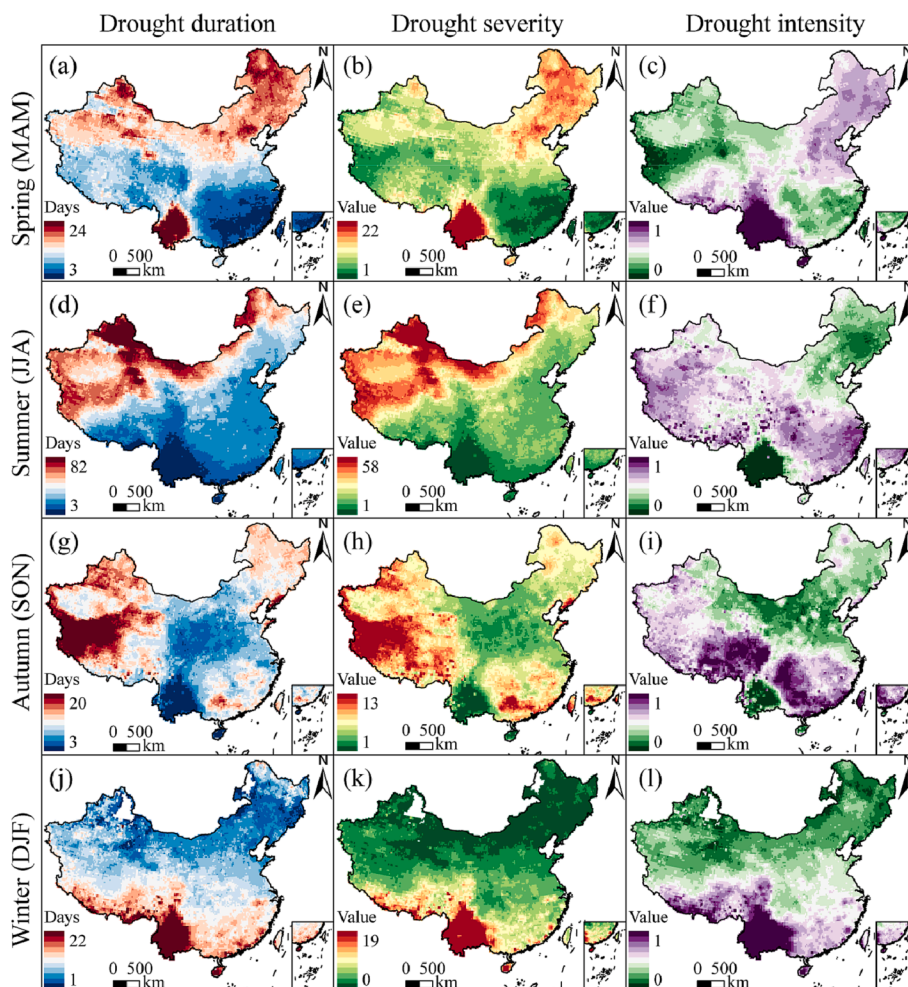 Drought duration Drought severity Drought intensity
Spring (MAM)
(a) N (b) N (c) N
Days Value Value
24 22 1
3 0 500 km 1 0 500 km 0 0 500 km
Summer (JJA)
(d) N (e) N (f) N
Days Value Value
82 58 1
3 0 500 km 1 0 500 km 0 0 500 km
Autumn (SON)
(g) N (h) N (i) N
Days Value Value
20 13 1
3 0 500 km 1 0 500 km 0 0 500 km
Winter (DJF)
(j) N (k) N (l) N
Days Value Value
22 19 1
1 0 500 km 0 0 500 km 0 0 500 km